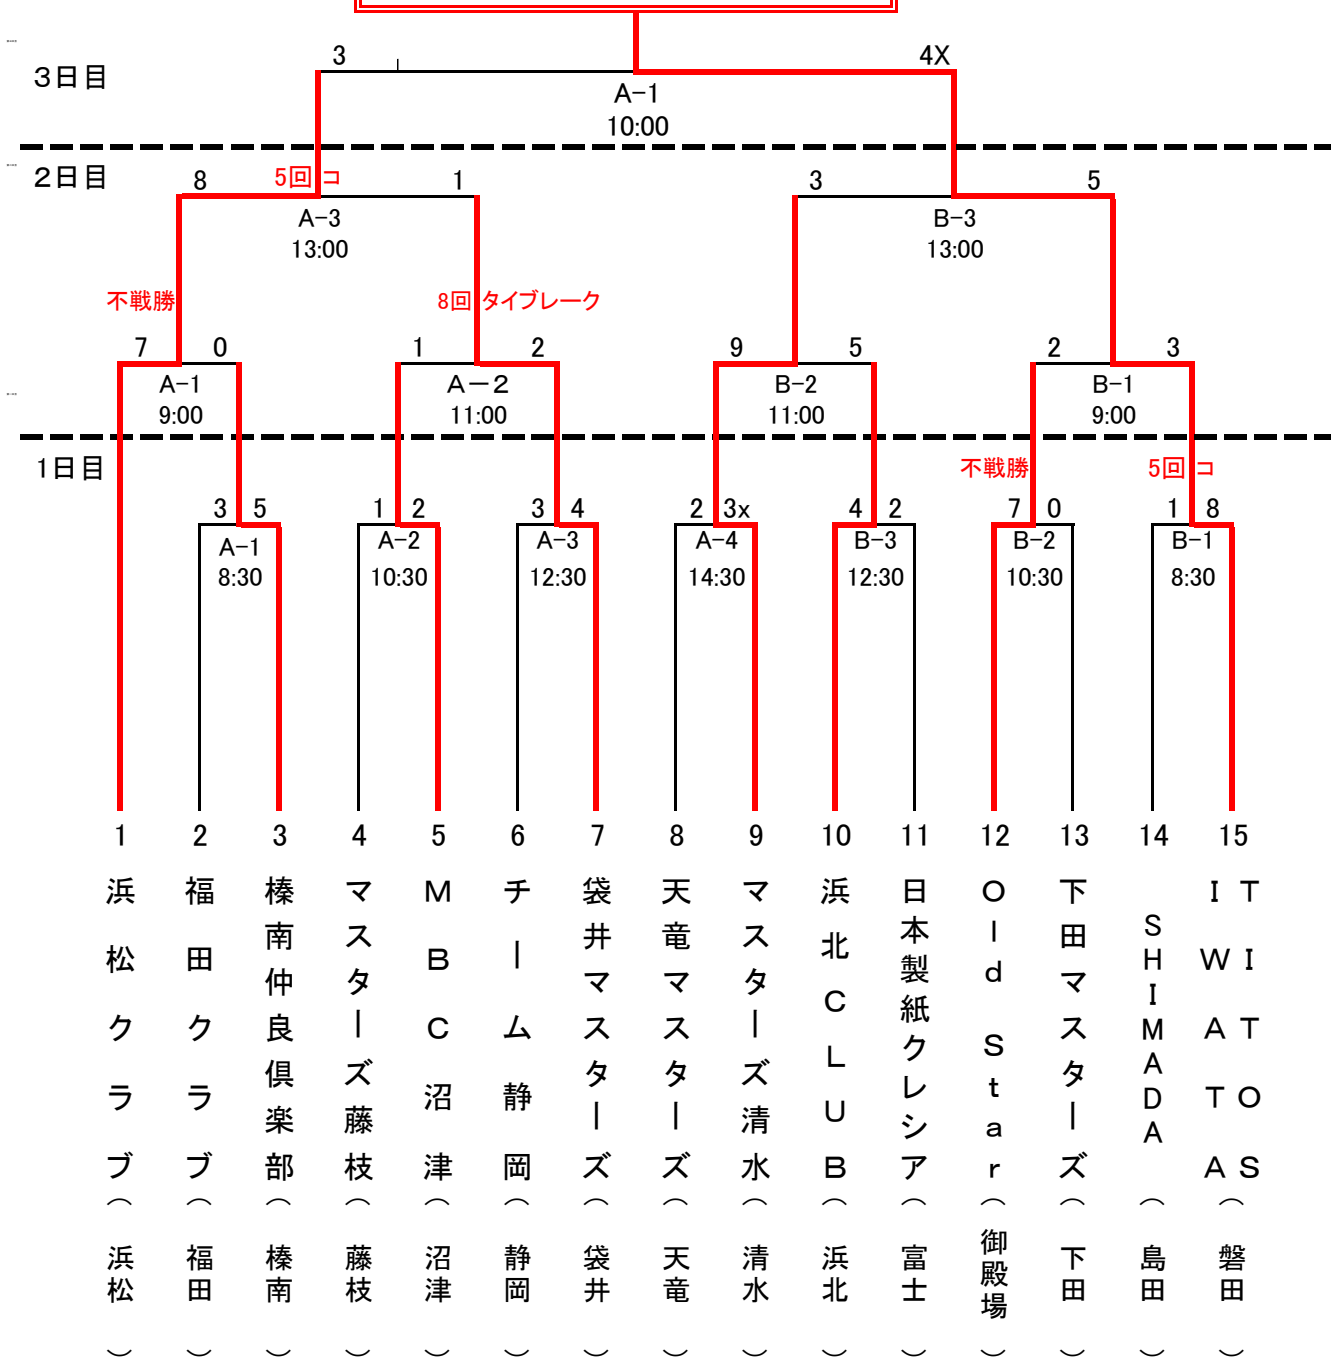 3 4X
3日目
A-1
10:00
2日目 8 5回コ 1 3 5
A-3 B-3
13:00 13:00
不戦勝 8回タイブレーク
7 0 1 2 9 5 2 3
A-1 A－2 B-2 B-1
9:00 11:00 11:00 9:00
1日目 不戦勝 5回コ
3 5 1 2 3 4 2 3x 4 2 7 0 1 8
A-1 A-2 A-3 A-4 B-3 B-2 B-1
8:30 10:30 12:30 14:30 12:30 10:30 8:30
1 2 3 4 5 6 7 8 9 10 11 12 13 14 15
浜松クラブ（浜松）
福田クラブ（福田）
榛南仲良倶楽部（榛南）
マスターズ藤枝（藤枝）
ＭＢＣ沼津（沼津）
チーム静岡（静岡）
袋井マスターズ（袋井）
天竜マスターズ（天竜）
マスターズ清水（清水）
浜北ＣＬＵＢ（浜北）
日本製紙クレシア（富士）
Ｏｌｄ Ｓｔａｒ（御殿場）
下田マスターズ（下田）
SHIMADA（島田）
ＴＩＴＯＳ
ＩＷＡＴＡ（磐田）